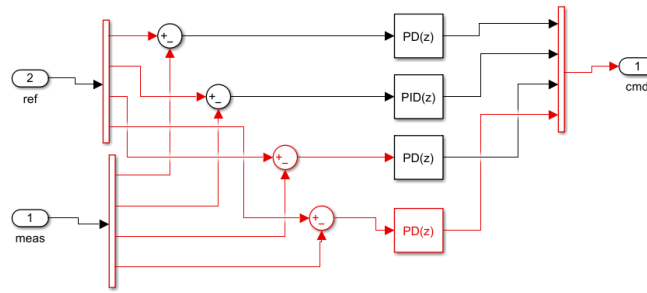 +
−
PD(z)
2
ref
+
−
PID(z)
1
cmd
+
−
PD(z)
1
meas
+
−
PD(z)